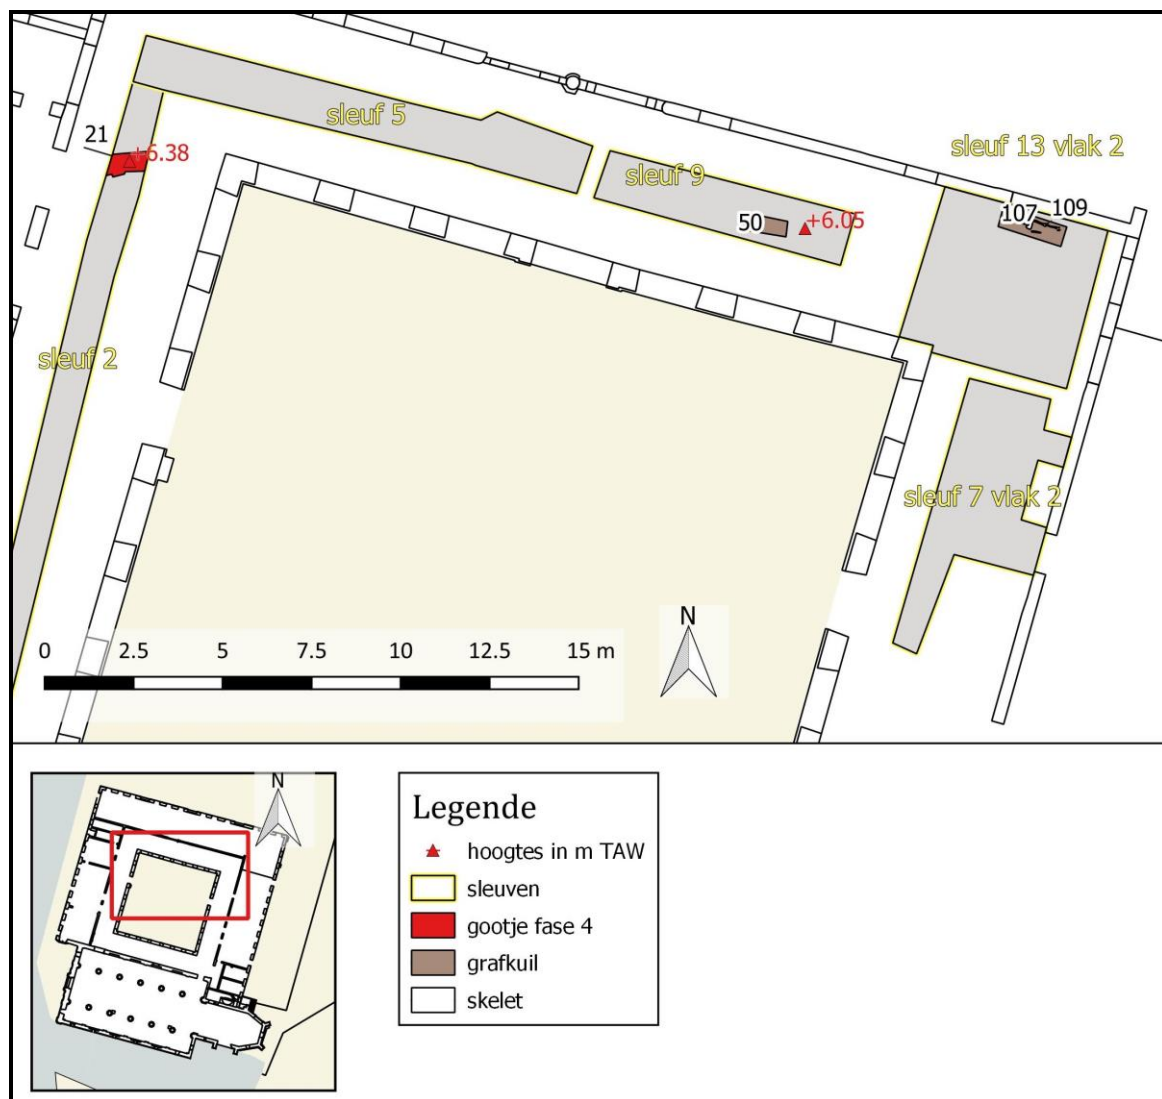 sleuf 5
21
+6.38
sleuf 13 vlak 2
sleuf 9
50
+6.05
107
109
sleuf 2
sleuf 7 vlak 2
N
0 2.5 5 7.5 10 12.5 15 m
N
Legende
hoogtes in m TAW
sleuven
gootje fase 4
grafkuil
skelet